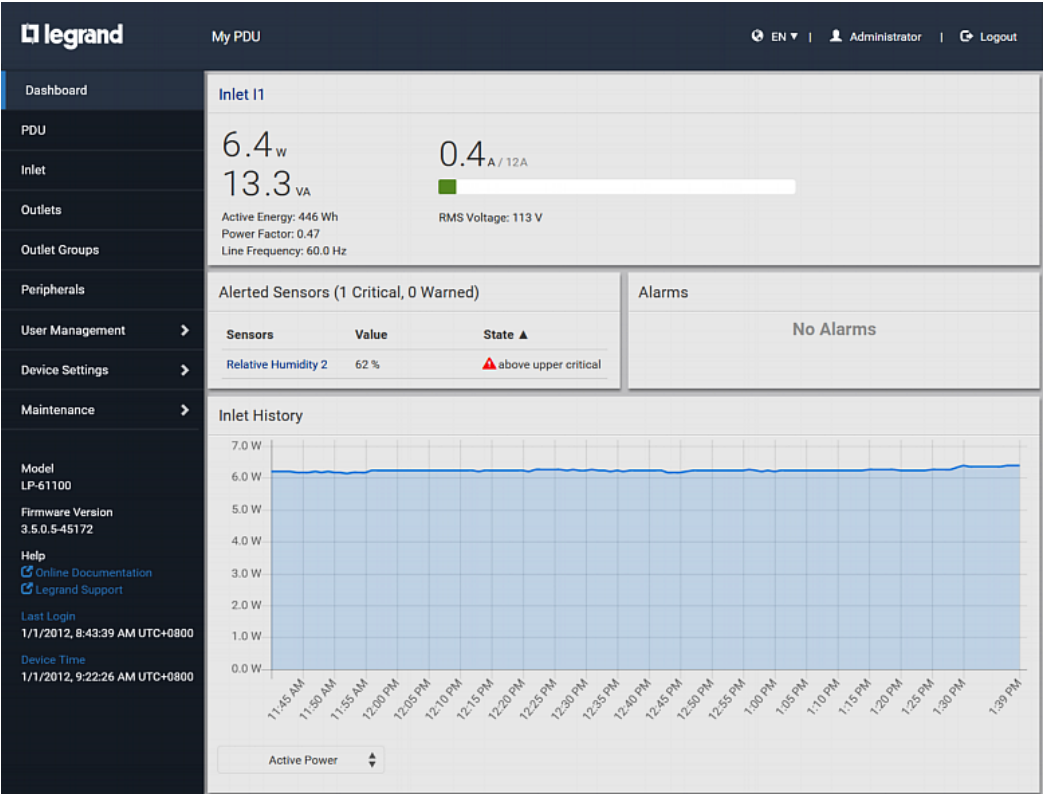 legrand
My PDU
EN ▼ | Administrator | Logout
Dashboard
PDU
Inlet
Outlets
Outlet Groups
Peripherals
User Management
Device Settings
Maintenance
Model
LP-61100
Firmware Version
3.5.0.5-45172
Help
Online Documentation
Legrand Support
Last Login
1/1/2012, 8:43:39 AM UTC+0800
Device Time
1/1/2012, 9:22:26 AM UTC+0800
Inlet I1
6.4 W
13.3 VA
Active Energy: 446 Wh
Power Factor: 0.47
Line Frequency: 60.0 Hz
0.4 A / 12A
RMS Voltage: 113 V
Alerted Sensors (1 Critical, 0 Warned)
Sensors Value State ▲
Relative Humidity 2 62 % above upper critical
Alarms
No Alarms
Inlet History
7.0 W
6.0 W
5.0 W
4.0 W
3.0 W
2.0 W
1.0 W
0.0 W
11:45 AM 11:50 AM 11:55 AM 12:00 PM 12:05 PM 12:10 PM 12:15 PM 12:20 PM 12:25 PM 12:30 PM 12:35 PM 12:40 PM 12:45 PM 12:50 PM 12:55 PM 1:00 PM 1:05 PM 1:10 PM 1:15 PM 1:20 PM 1:25 PM 1:30 PM 1:39 PM
Active Power